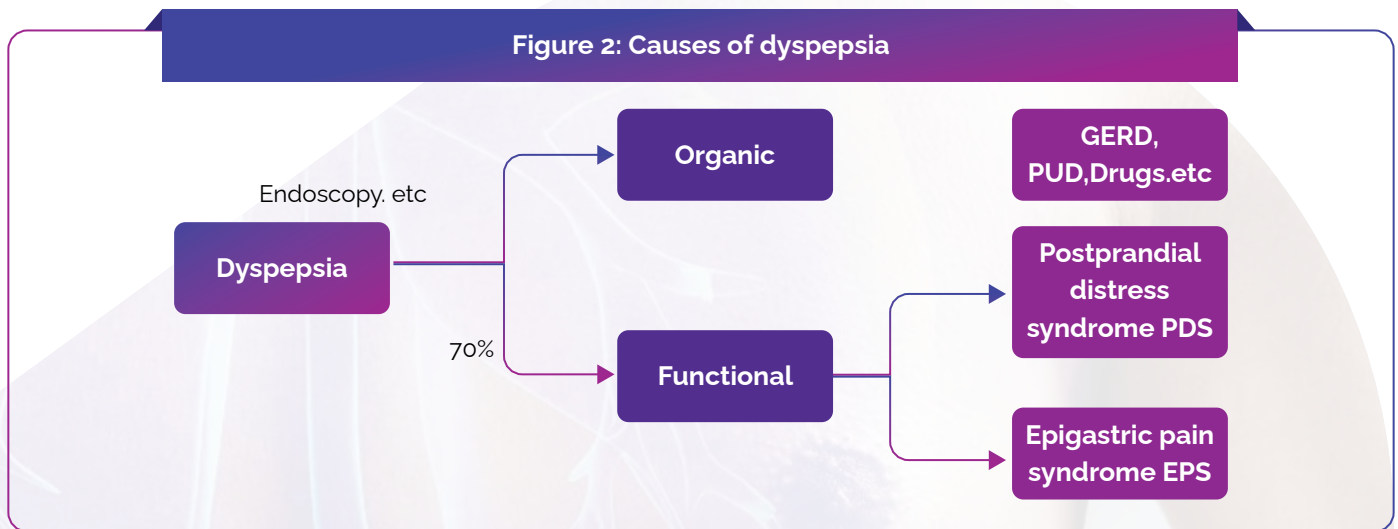 Figure 2: Causes of dyspepsia
Organic
GERD,
PUD,Drugs.etc
Endoscopy. etc
Dyspepsia
Postprandial
distress
syndrome PDS
70%
Functional
Epigastric pain
syndrome EPS